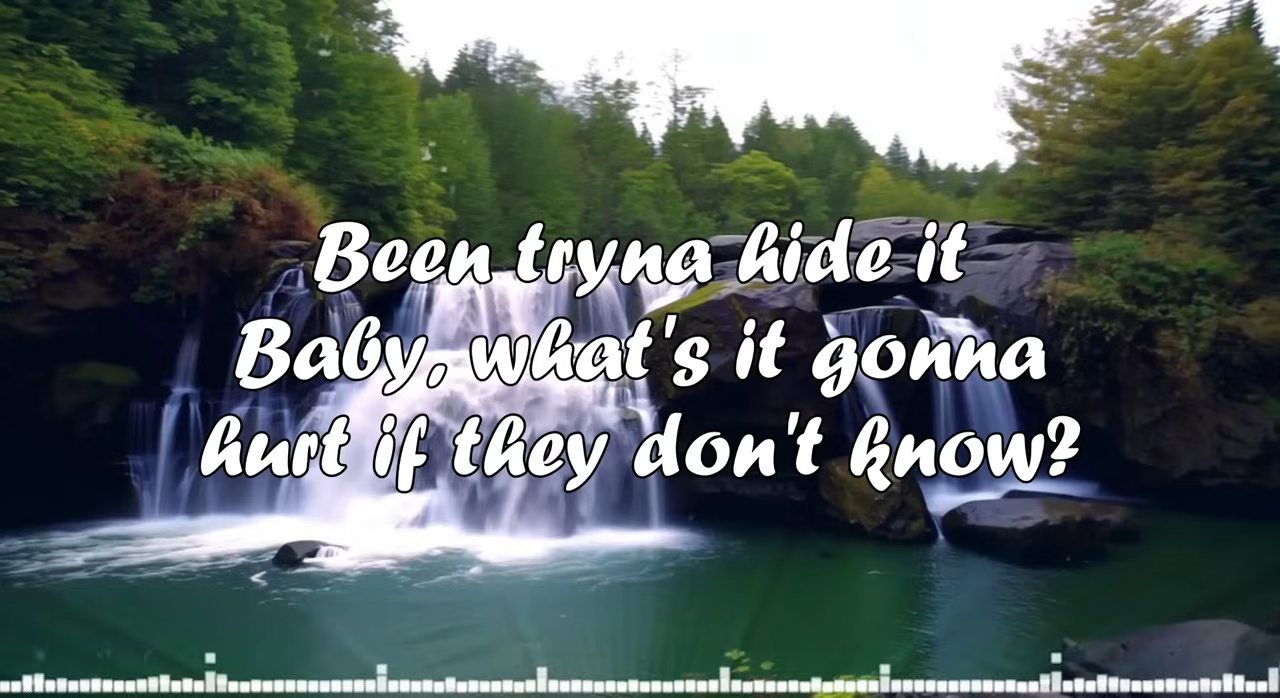 Been tryna hide it
Baby, what's it gonna
hurt if they don't know?